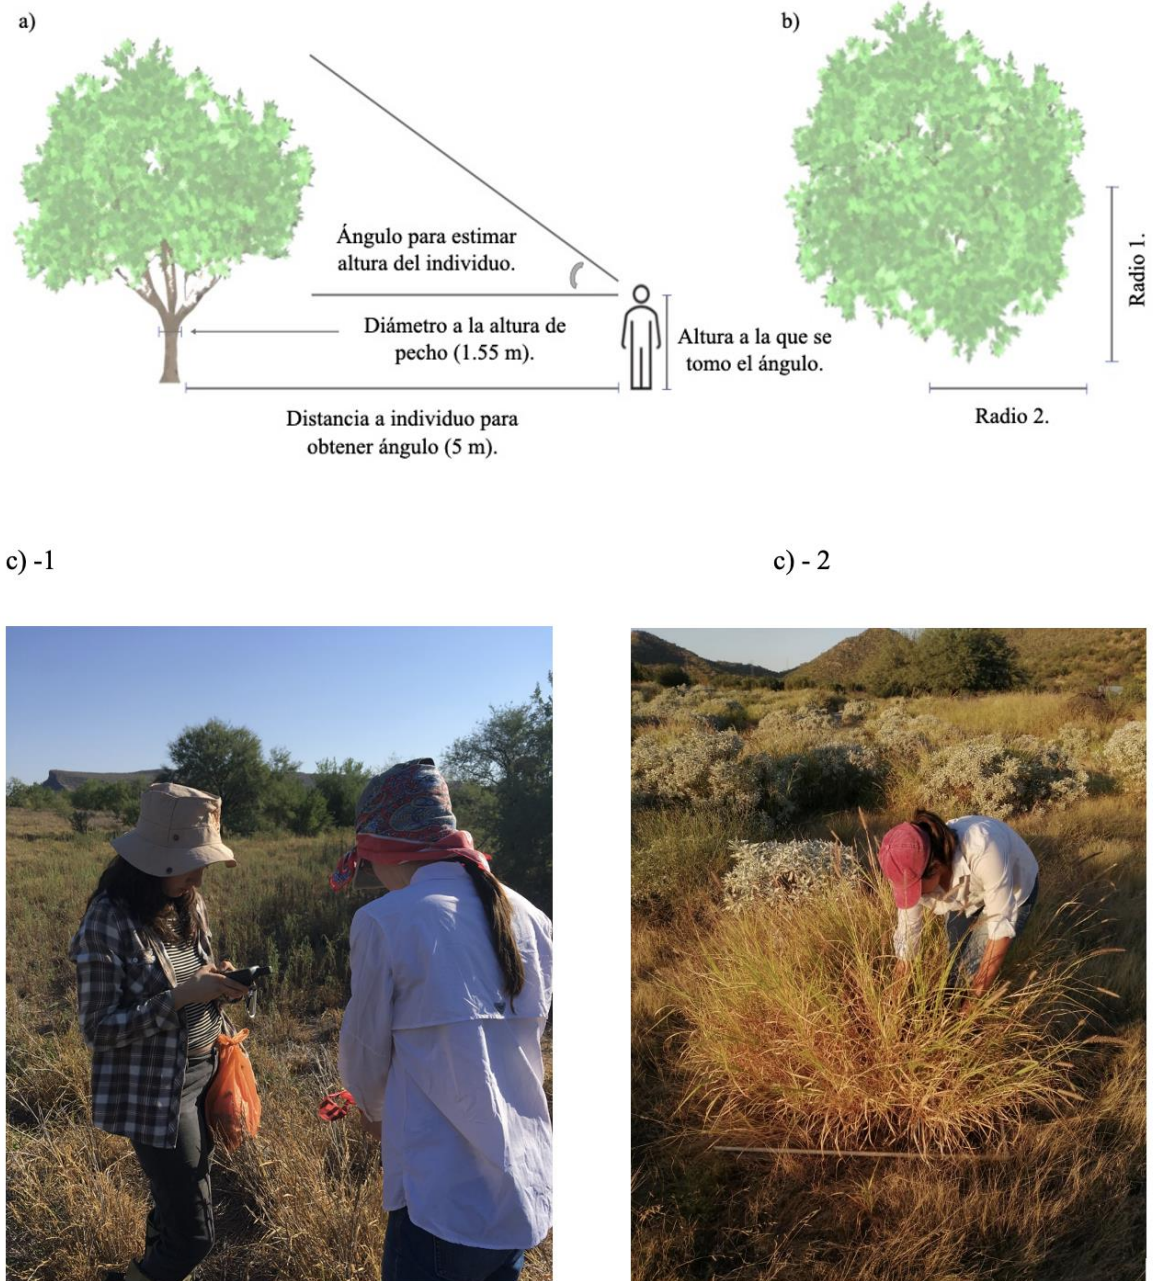 a)
b)
Ángulo para estimar
altura del individuo.
Diámetro a la altura de
pecho (1.55 m).
Altura a la que se
tomo el ángulo.
Distancia a individuo para
obtener ángulo (5 m).
Radio 1.
Radio 2.
c) -1
c) - 2